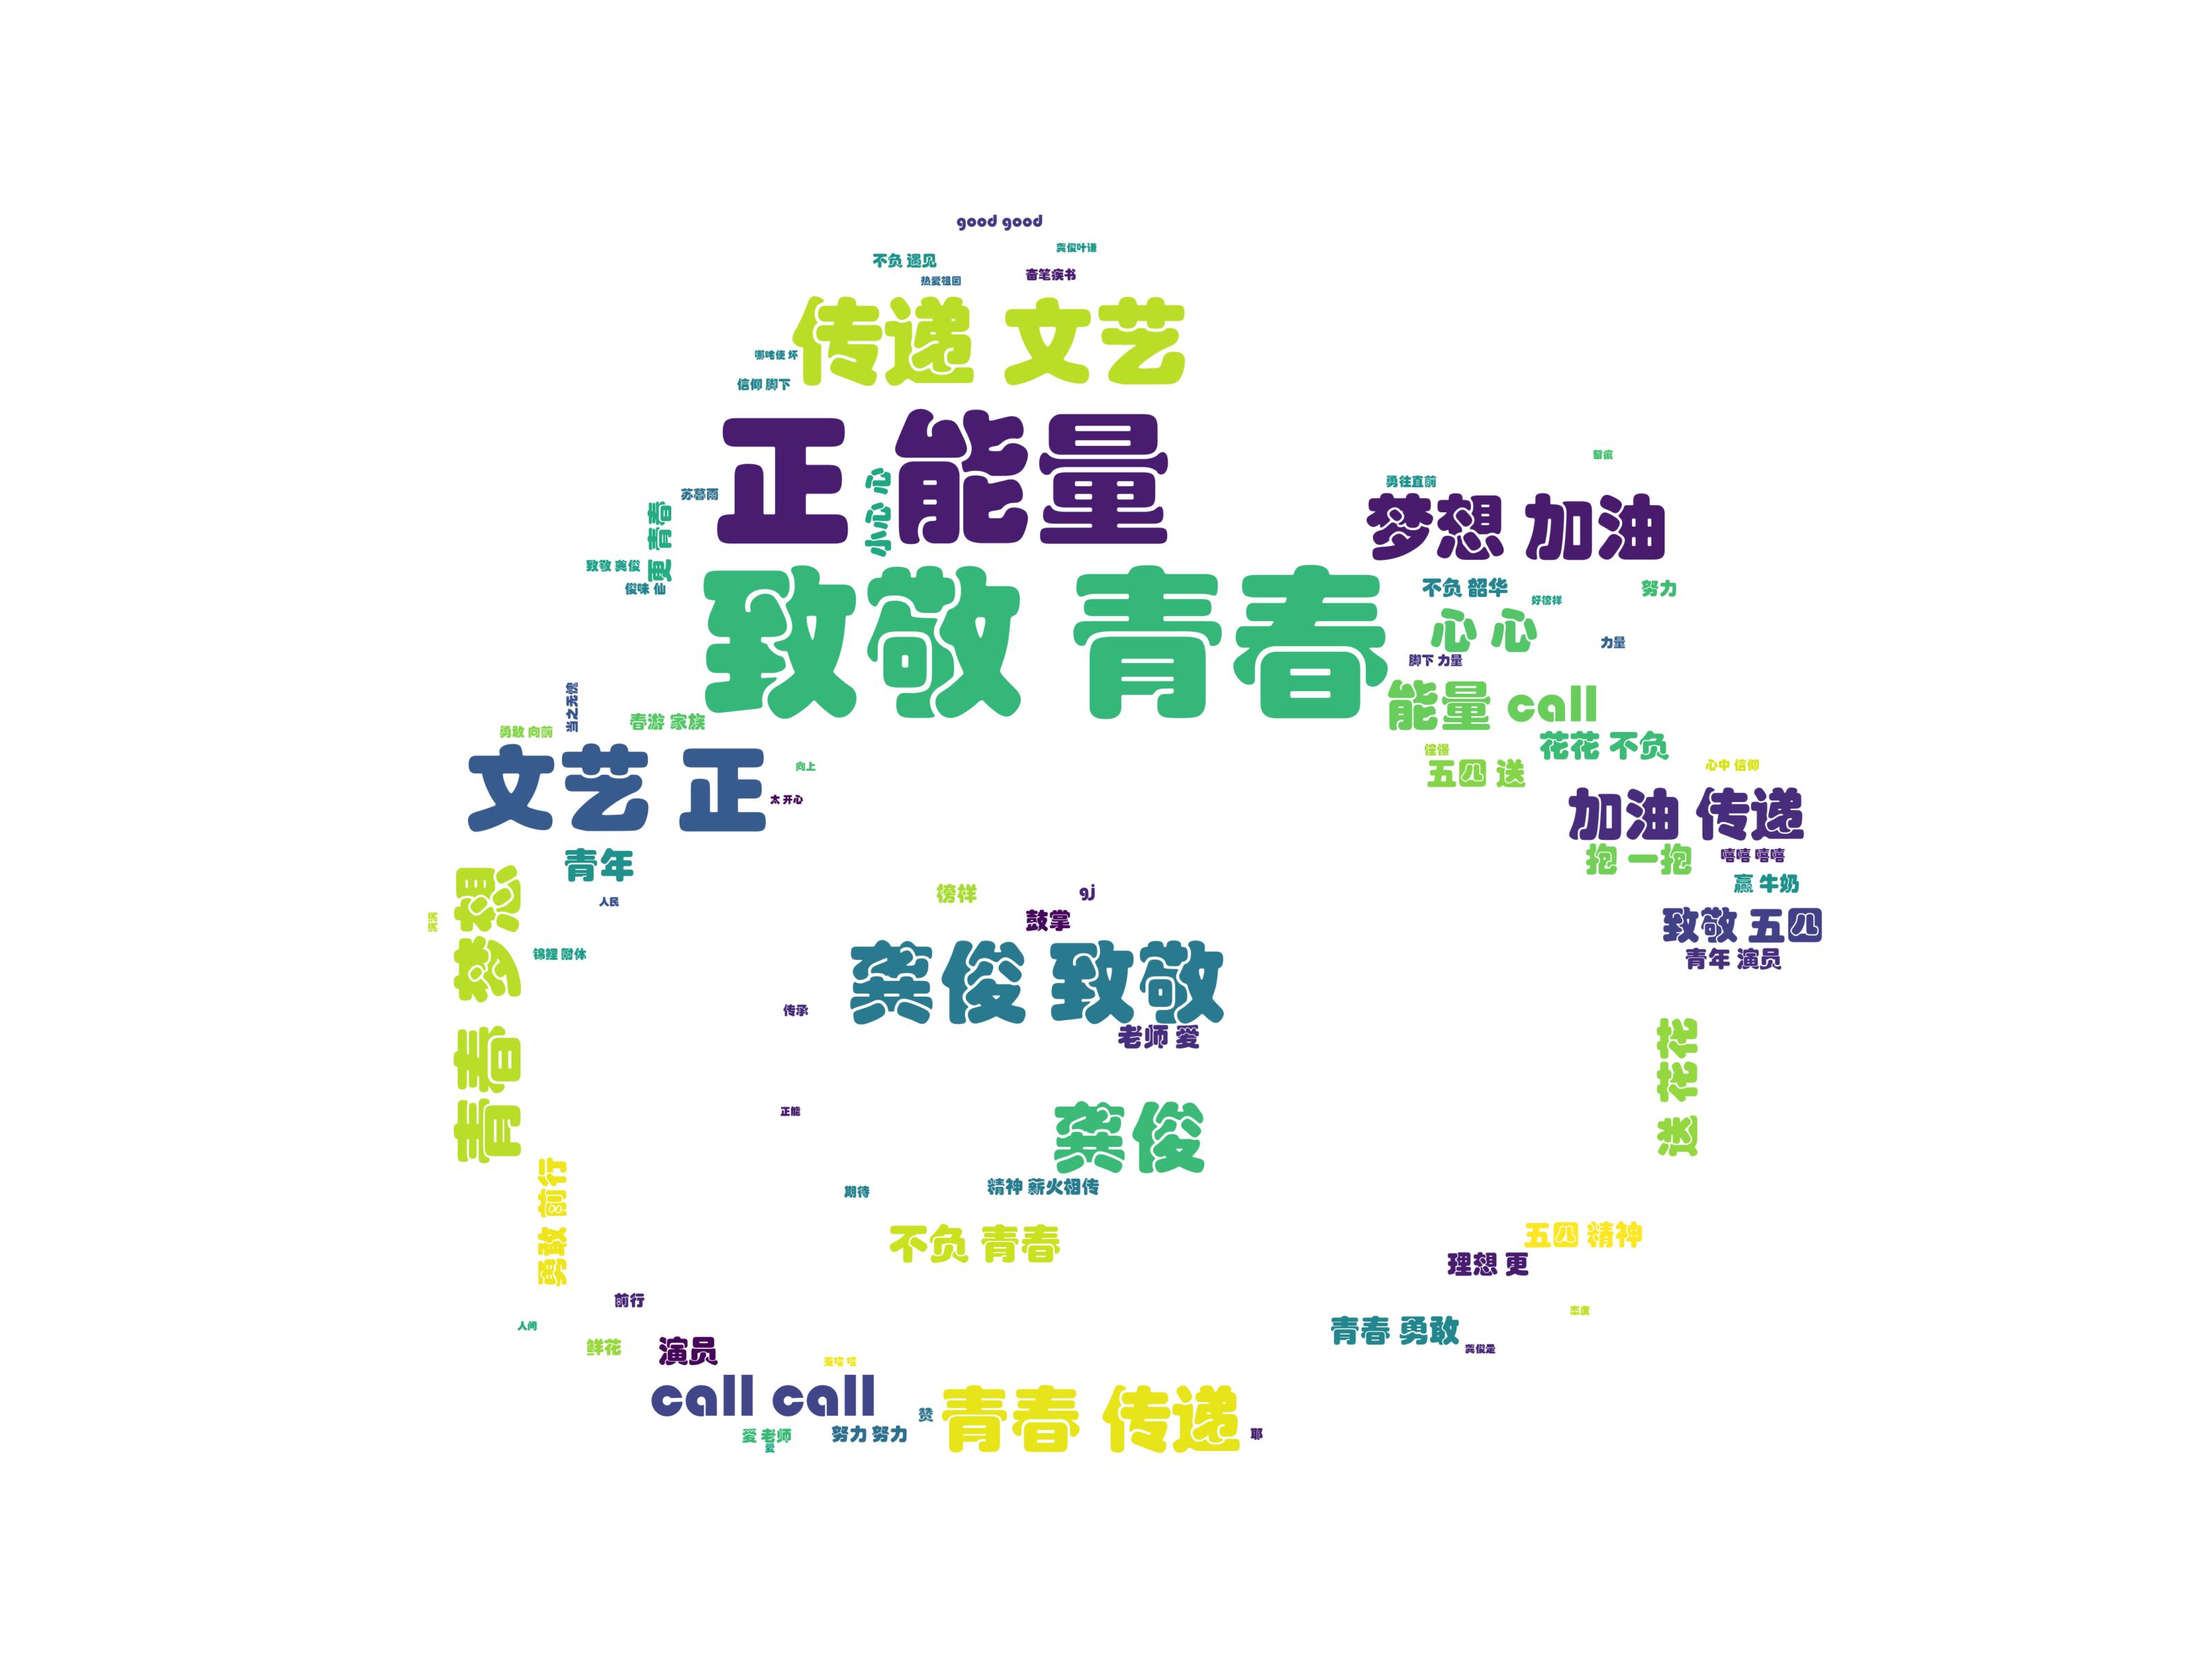 good good
龚俊叶谦
不负 遇见
奋笔疾书
热爱祖国
传递 文艺
哪吒使 坏
信仰 脚下
正能量
小心 心
苏暮雨
更 青春
致敬 龚俊
俊味 仙
致敬 青春
留痕
勇往直前
梦想 加油
不负 韶华
努力
好榜样
心 心
力量
脚下 力量
能量 call
花花 不负
憧憬
五四 送
心中 信仰
加油 传递
抱 一抱
嘻嘻 嘻嘻
赢 牛奶
致敬 五四
青年 演员
当之无愧
春游 家族
勇敢 向前
文艺 正
向上
太 开心
青年
人民
青春 梦想
锦鲤 附体
榜样
gj
鼓掌
龚俊 致敬
传承
老师 爱
送 花花
正能
龚俊
期待
精神 薪火相传
不负 青春
勇敢 前行
五四 精神
理想 更
前行
态度
人间
青春 勇敢
龚俊是
鲜花
演员
call call
青春 传递
赞
爱 老师
爱
努力 努力
耶